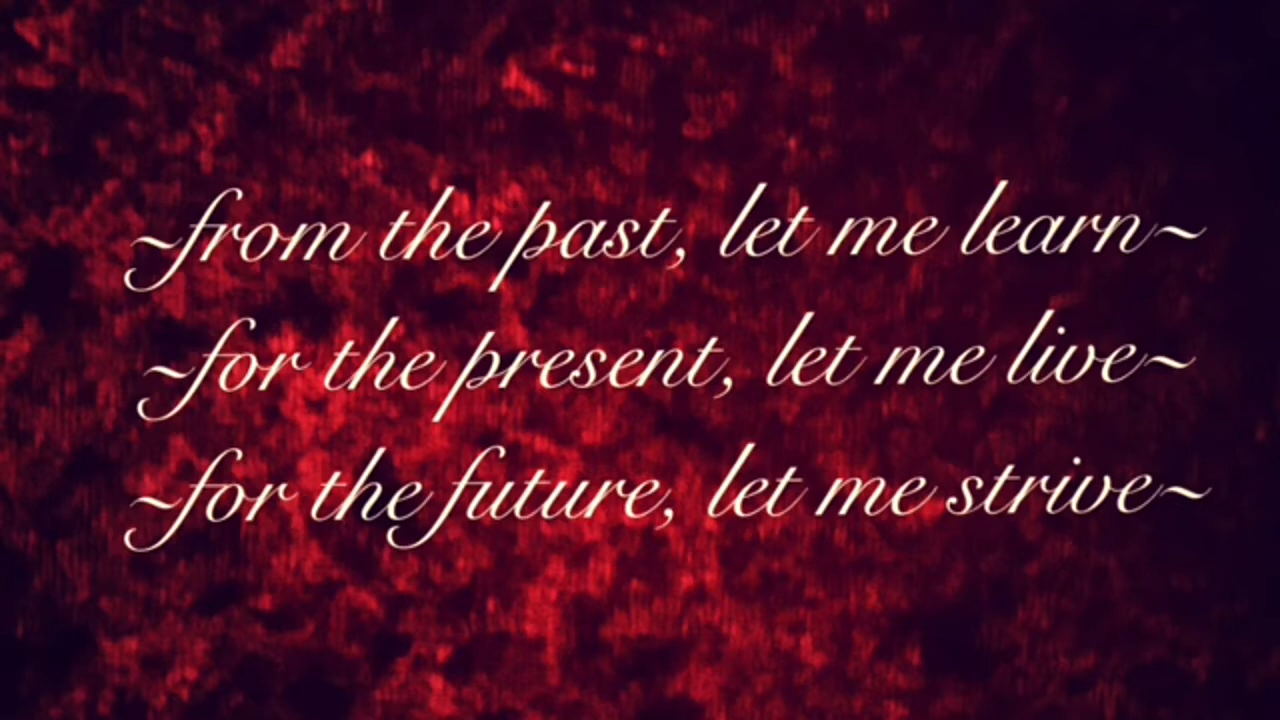 ~from the past, let me learn~
~for the present, let me live~
~for the future, let me strive~